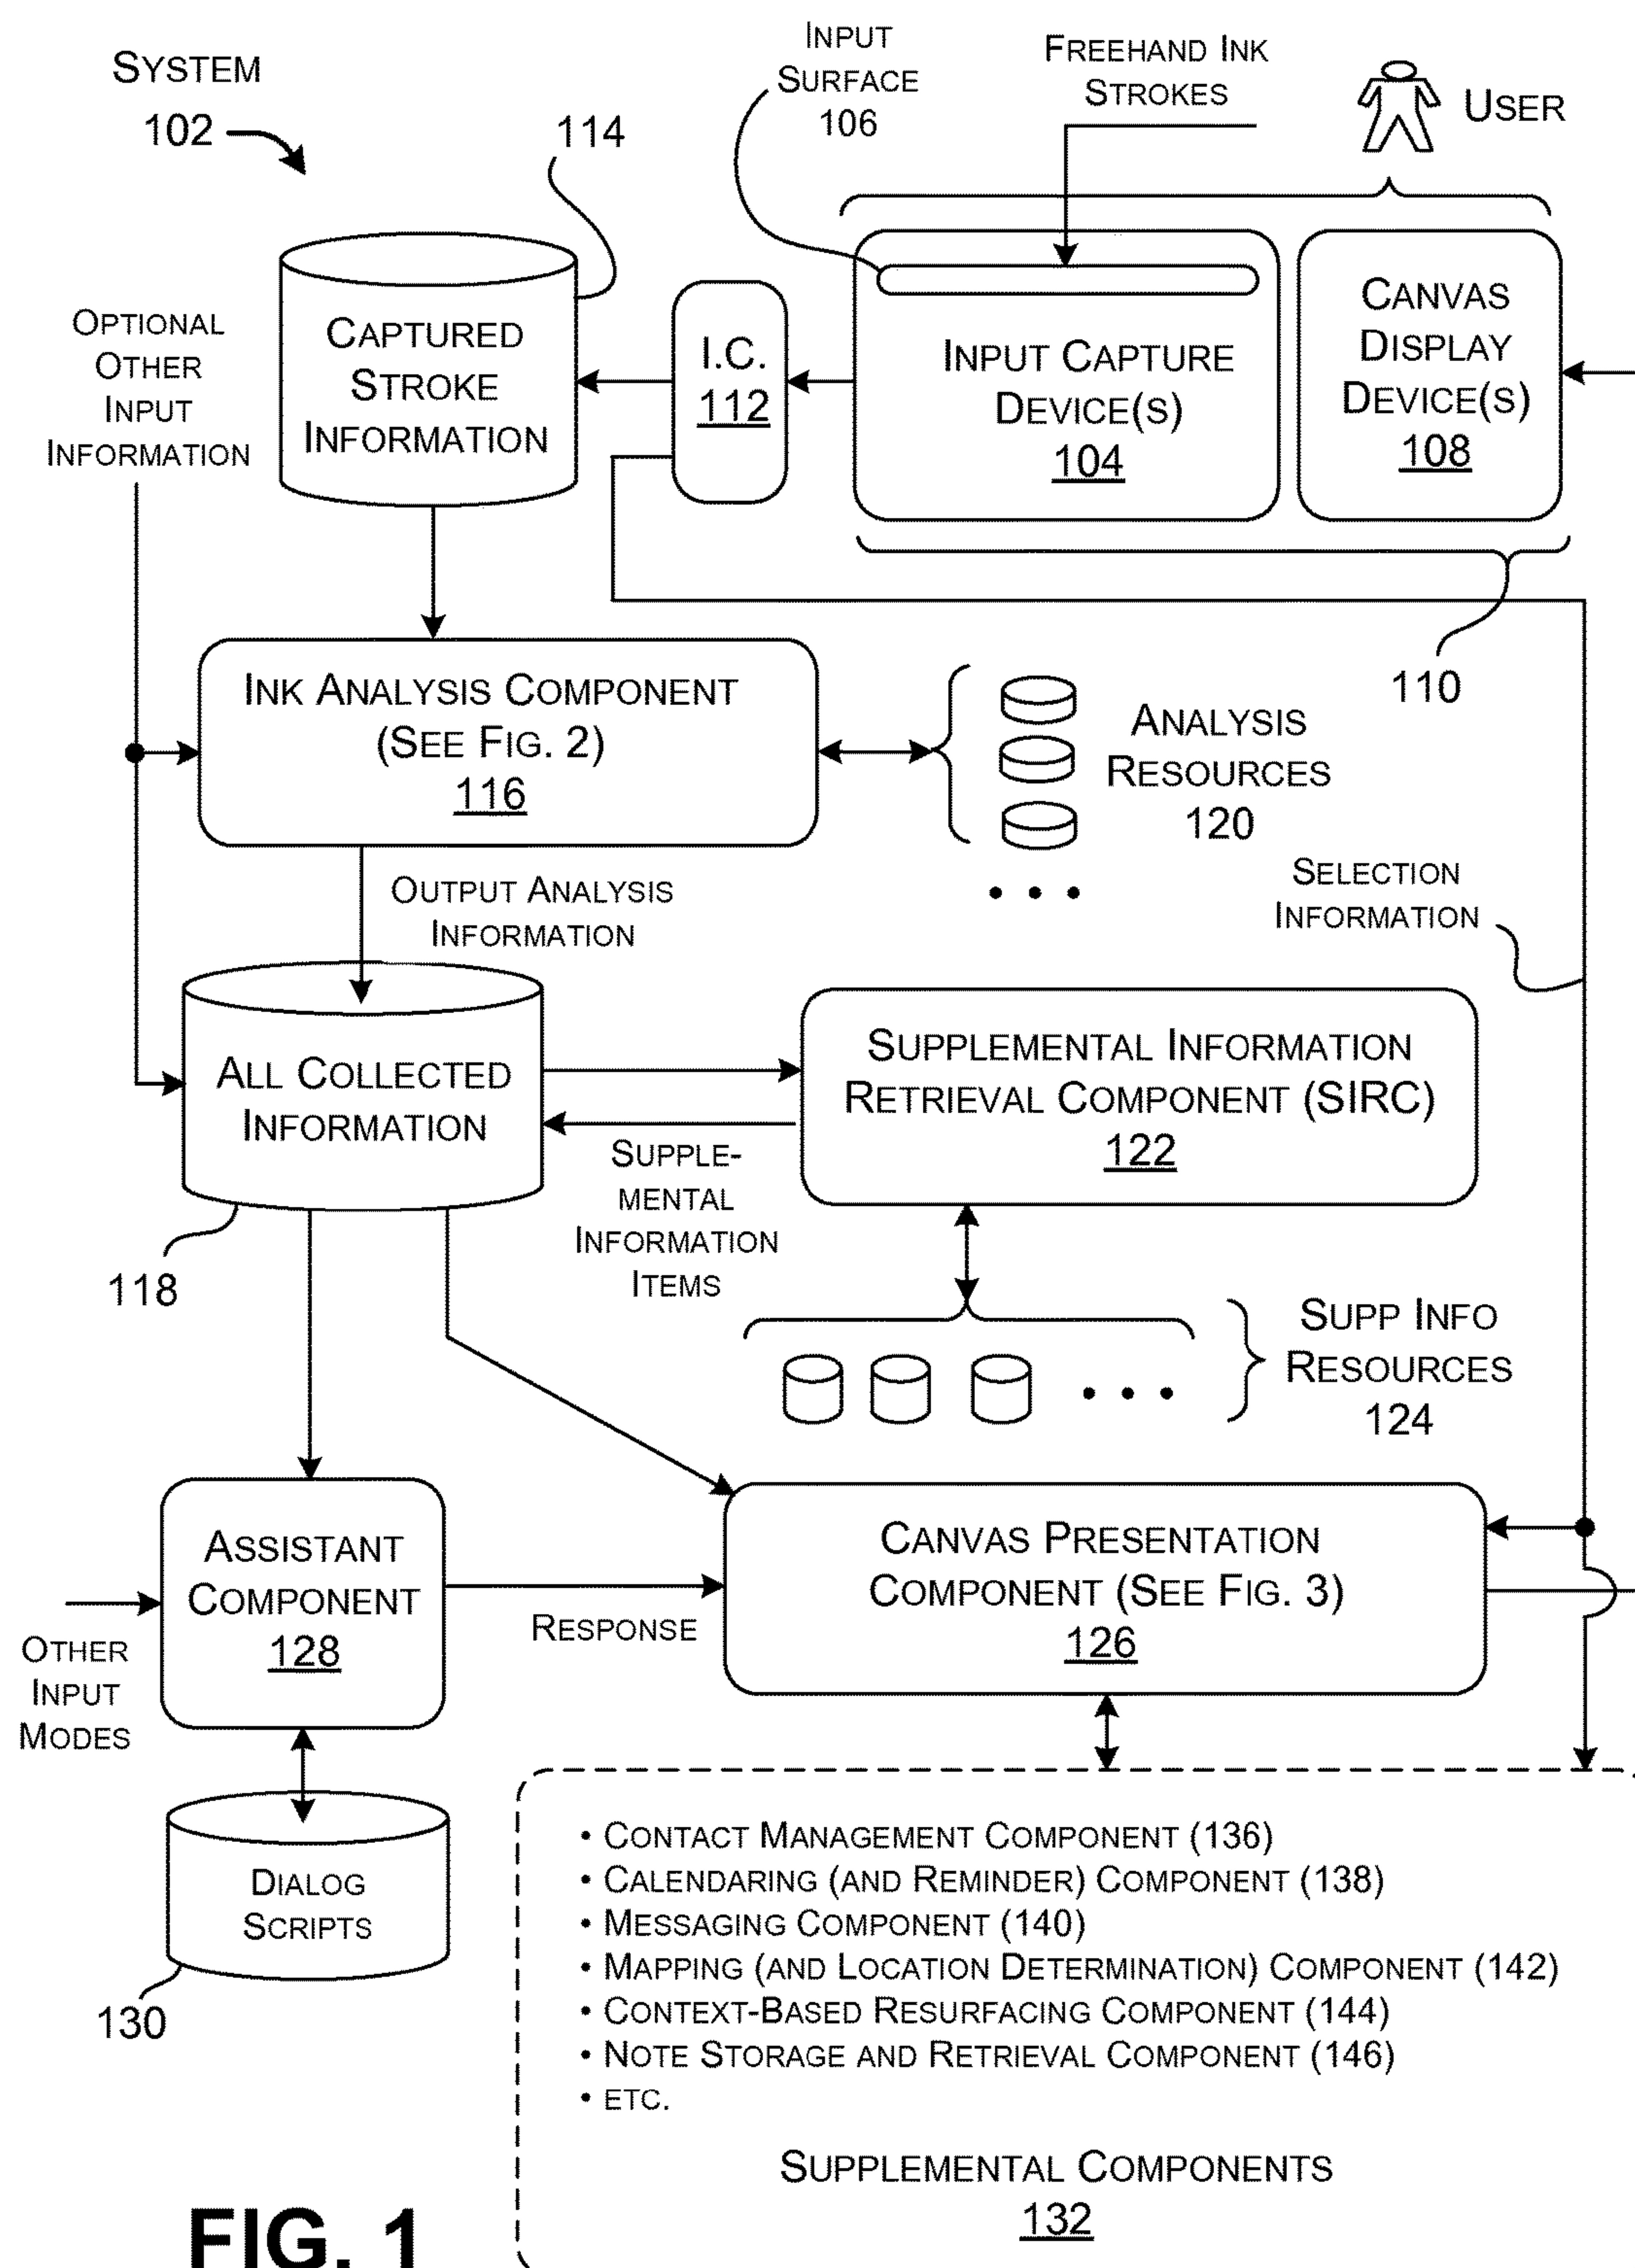 SYSTEM
102
INPUT
SURFACE
106
FREEHAND INK
STROKES
USER
114
OPTIONAL
OTHER
INPUT
INFORMATION
CAPTURED
STROKE
INFORMATION
I.C.
112
INPUT CAPTURE
DEVICE(S)
104
CANVAS
DISPLAY
DEVICE(S)
108
110
INK ANALYSIS COMPONENT
(SEE FIG. 2)
116
ANALYSIS
RESOURCES
120
SELECTION
INFORMATION
OUTPUT ANALYSIS
INFORMATION
ALL COLLECTED
INFORMATION
118
SUPPLEMENTAL INFORMATION
RETRIEVAL COMPONENT (SIRC)
122
SUPPLE-
MENTAL
INFORMATION
ITEMS
SUPP INFO
RESOURCES
124
ASSISTANT
COMPONENT
128
OTHER
INPUT
MODES
RESPONSE
CANVAS PRESENTATION
COMPONENT (SEE FIG. 3)
126
DIALOG
SCRIPTS
130
• CONTACT MANAGEMENT COMPONENT (136)
• CALENDARING (AND REMINDER) COMPONENT (138)
• MESSAGING COMPONENT (140)
• MAPPING (AND LOCATION DETERMINATION) COMPONENT (142)
• CONTEXT-BASED RESURFACING COMPONENT (144)
• NOTE STORAGE AND RETRIEVAL COMPONENT (146)
• ETC.
SUPPLEMENTAL COMPONENTS
132
FIG. 1